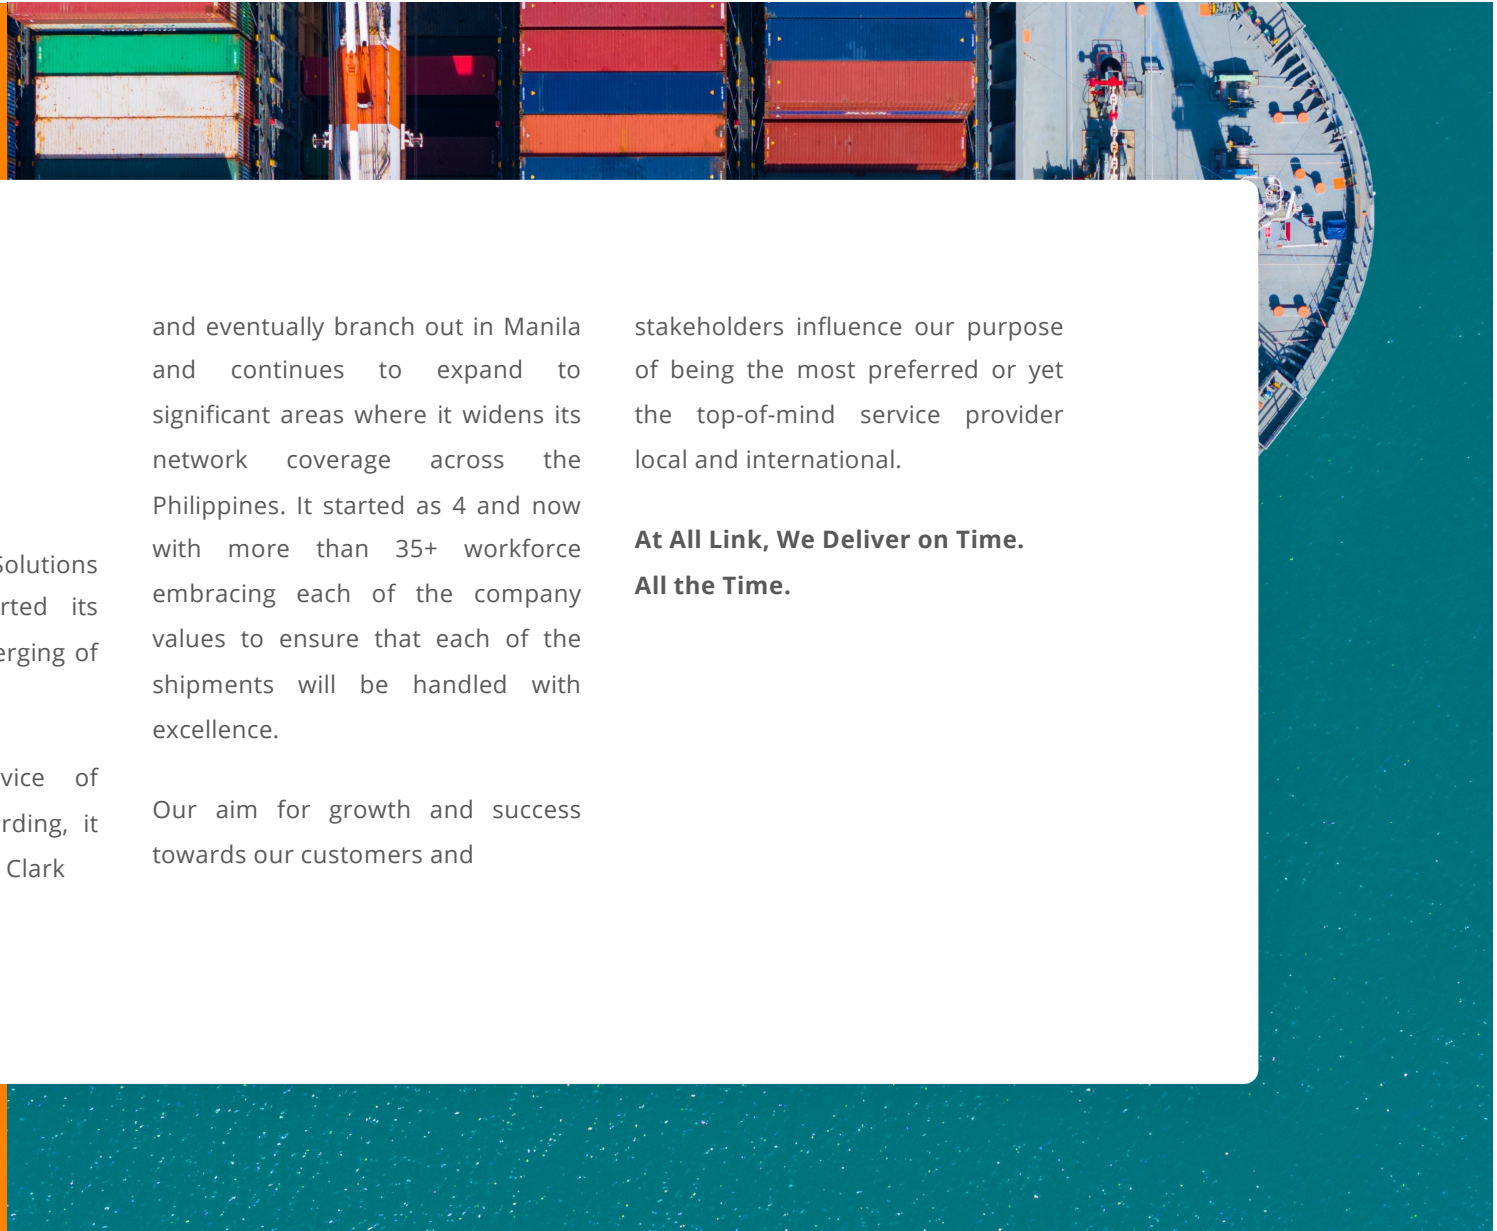 Solutions
rted its
erging of
vice of
rding, it
Clark
and eventually branch out in Manila
and continues to expand to
significant areas where it widens its
network coverage across the
Philippines. It started as 4 and now
with more than 35+ workforce
embracing each of the company
values to ensure that each of the
shipments will be handled with
excellence.
Our aim for growth and success
towards our customers and
stakeholders influence our purpose
of being the most preferred or yet
the top-of-mind service provider
local and international.
At All Link, We Deliver on Time.
All the Time.